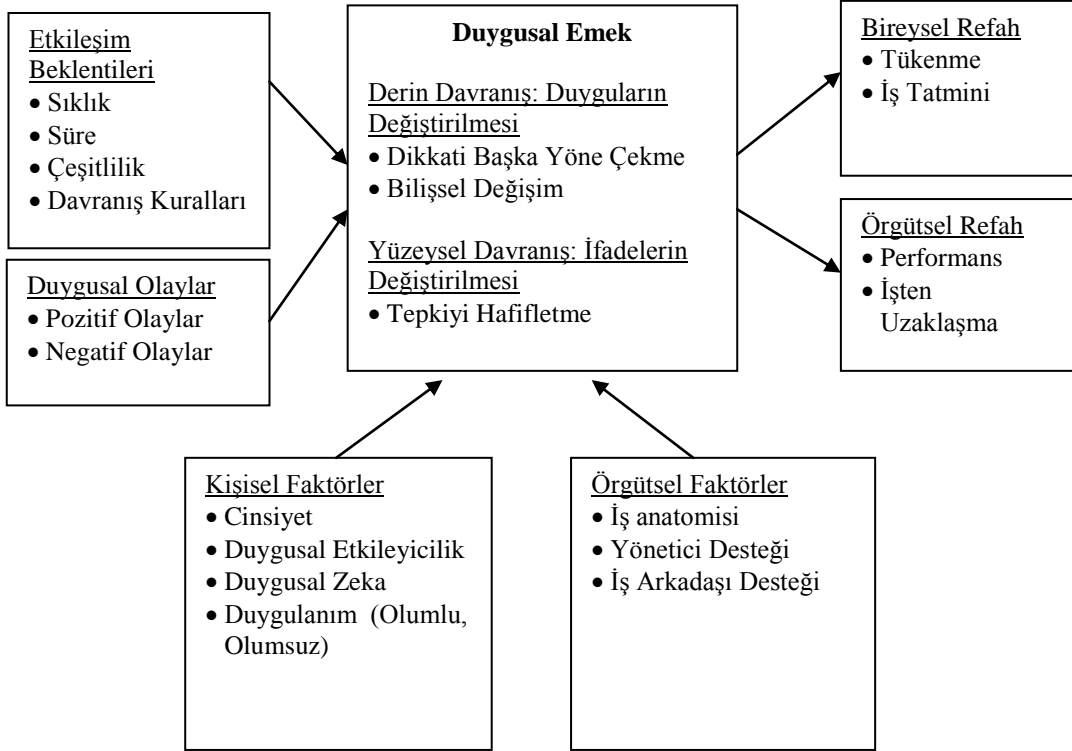 Etkileşim
Beklentileri
• Sıklık
• Süre
• Çeşitlilik
• Davranış Kuralları
Duygusal Olaylar
• Pozitif Olaylar
• Negatif Olaylar
Duygusal Emek
Derin Davranış: Duyguların
Değiştirilmesi
• Dikkati Başka Yöne Çekme
• Bilişsel Değişim
Yüzeysel Davranış: İfadelerin
Değiştirilmesi
• Tepkiyi Hafifletme
Bireysel Refah
• Tükenme
• İş Tatmini
Örgütsel Refah
• Performans
• İşten
Uzaklaşma
Kişisel Faktörler
• Cinsiyet
• Duygusal Etkileyicilik
• Duygusal Zeka
• Duygulanım (Olumlu,
Olumsuz)
Örgütsel Faktörler
• İş anatomisi
• Yönetici Desteği
• İş Arkadaşı Desteği